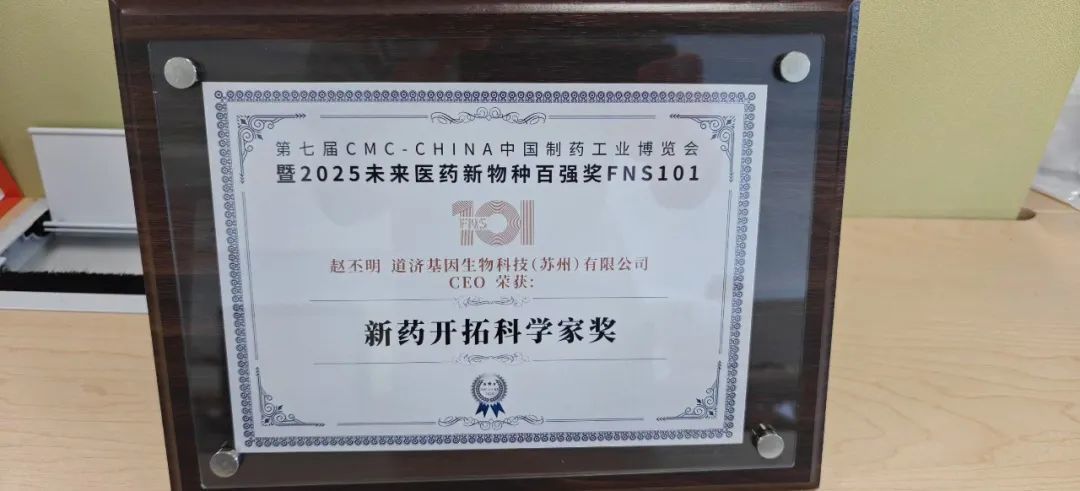 第七届CMC-CHINA中国制药工业博览会
暨2025未来医药新物种百强奖FNS101
101
FNS
赵丕明 道济基因生物科技(苏州)有限公司
CEO 荣获:
新药开拓科学家奖